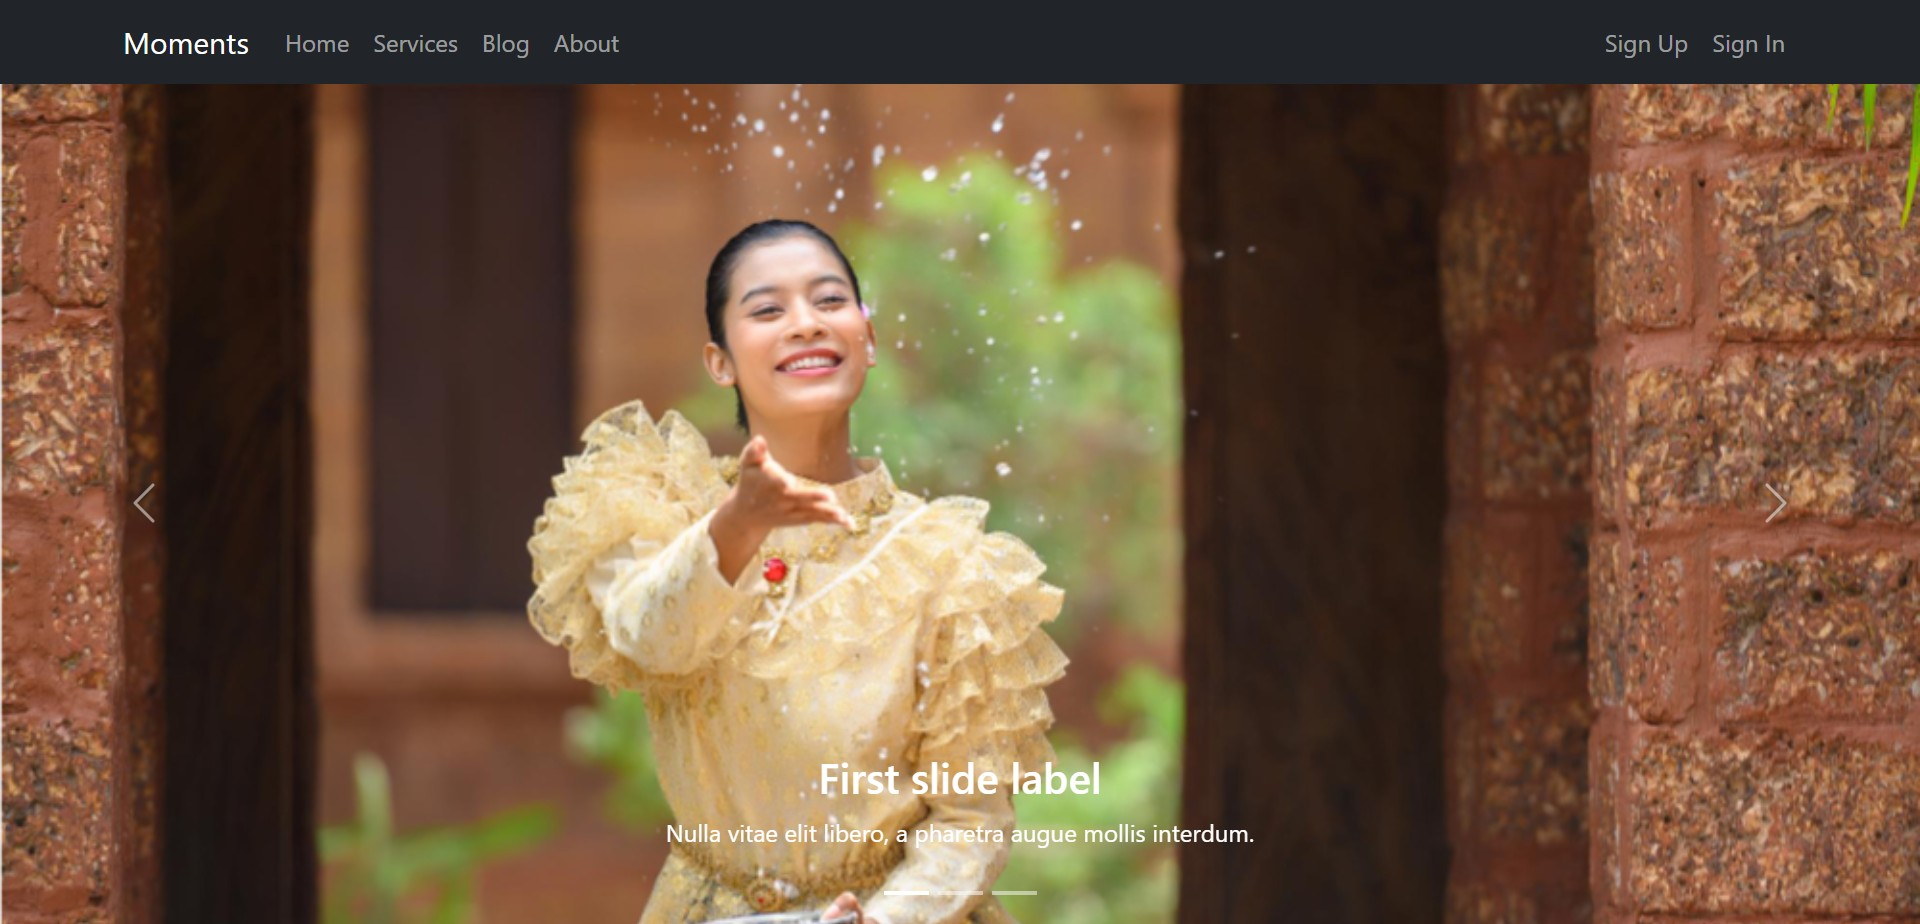 Moments Home Services Blog About Sign Up Sign In
First slide label
Nulla vitae elit libero, a pharetra augue mollis interdum.